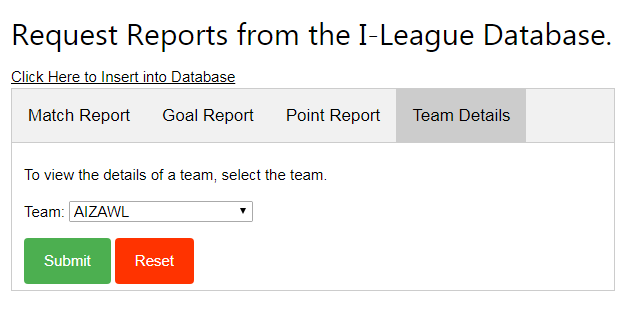 Request Reports from the I-League Database.
Click Here to Insert into Database
Match Report Goal Report Point Report Team Details
To view the details of a team, select the team.
Team: AIZAWL
Submit Reset